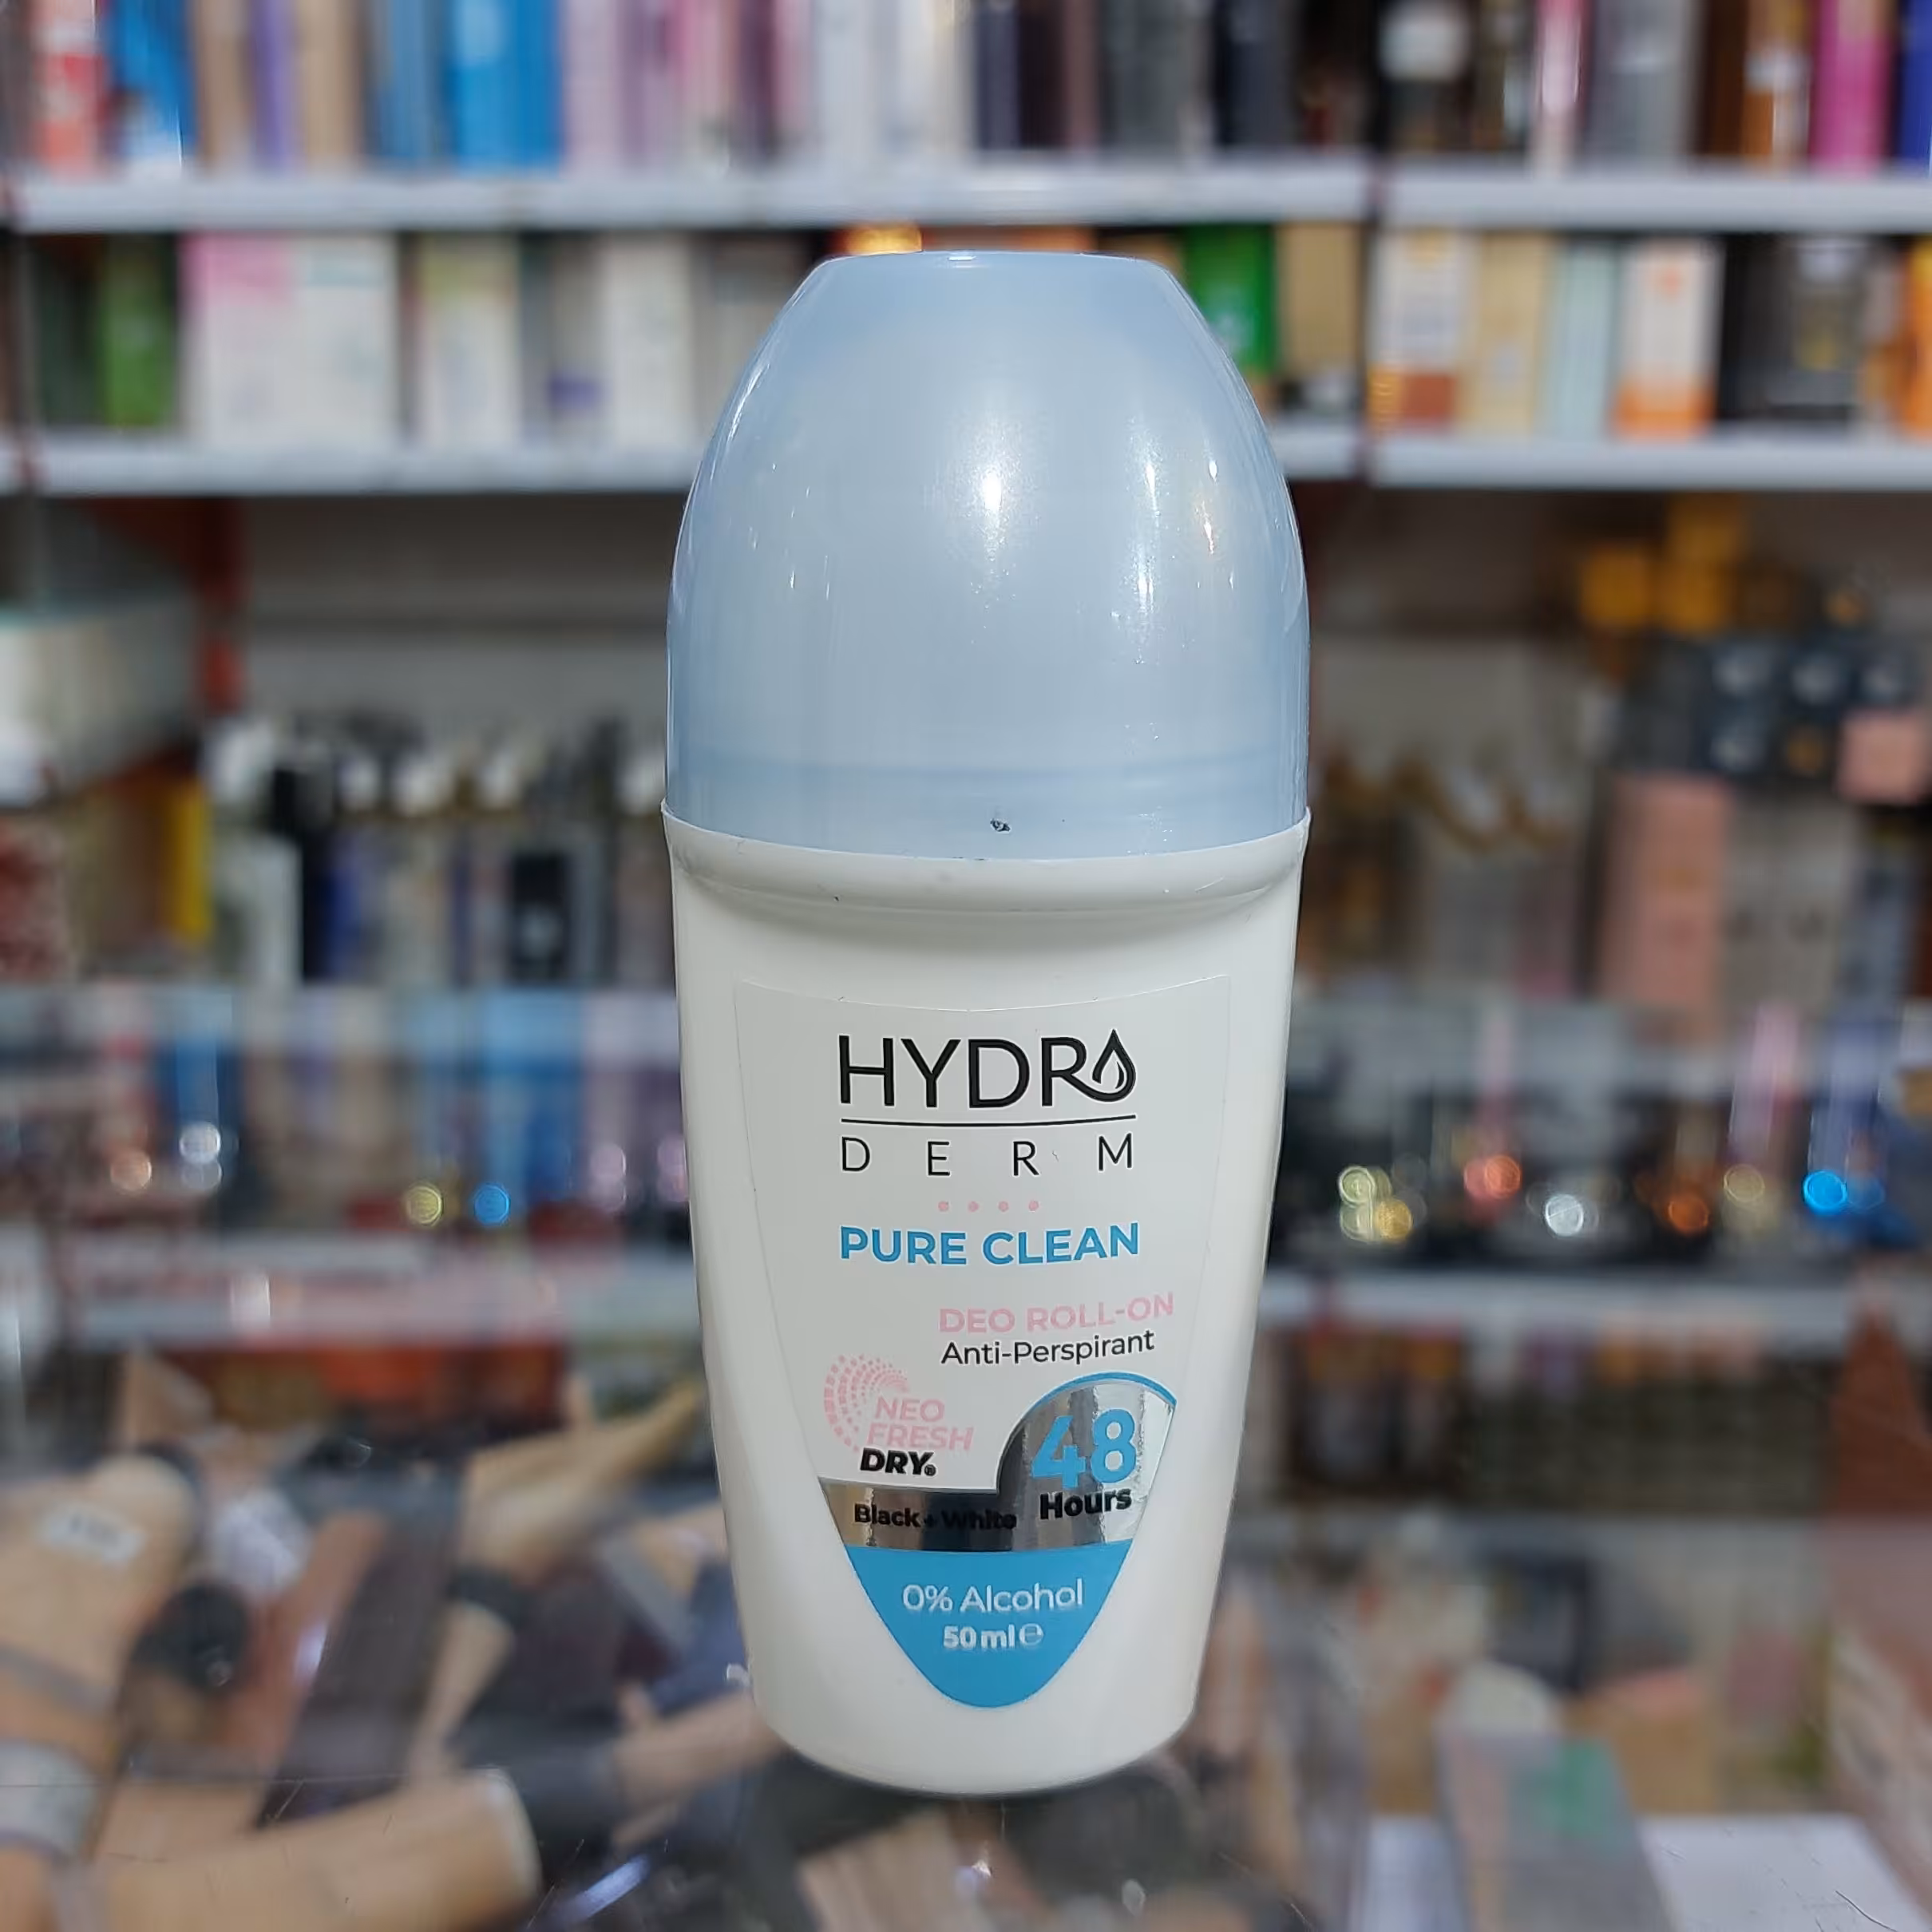 HYDRO
DERM
PURE CLEAN
DEO ROLL-ON
Anti-Perspirant
NEO
FRESH
DRY®
48
Hours
Black+White
0% Alcohol
50ml℮